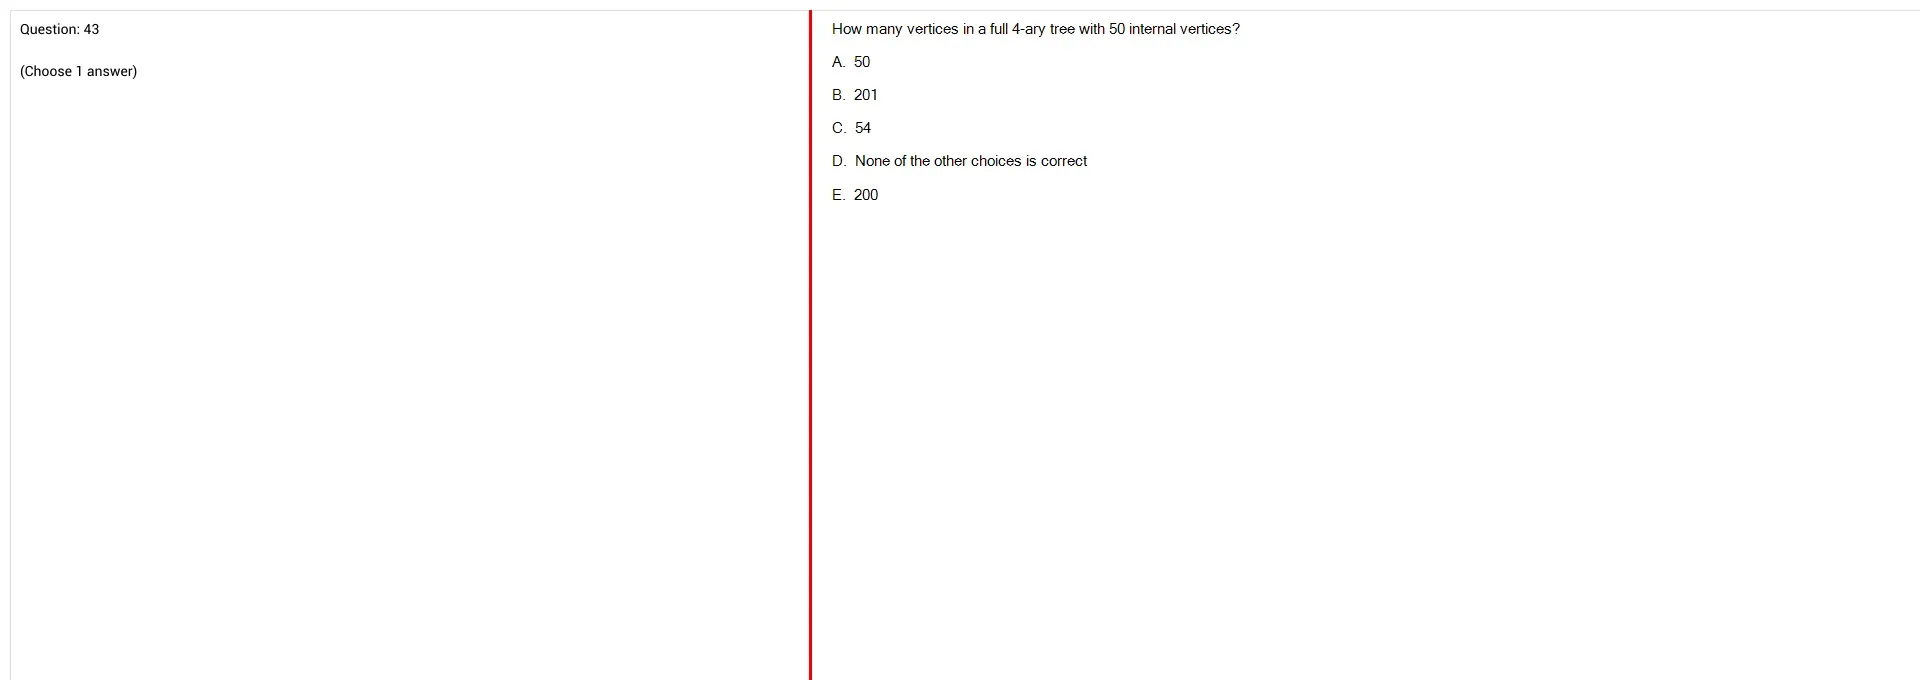 Question: 43
(Choose 1 answer)
How many vertices in a full 4-ary tree with 50 internal vertices?
A. 50
B. 201
C. 54
D. None of the other choices is correct
E. 200